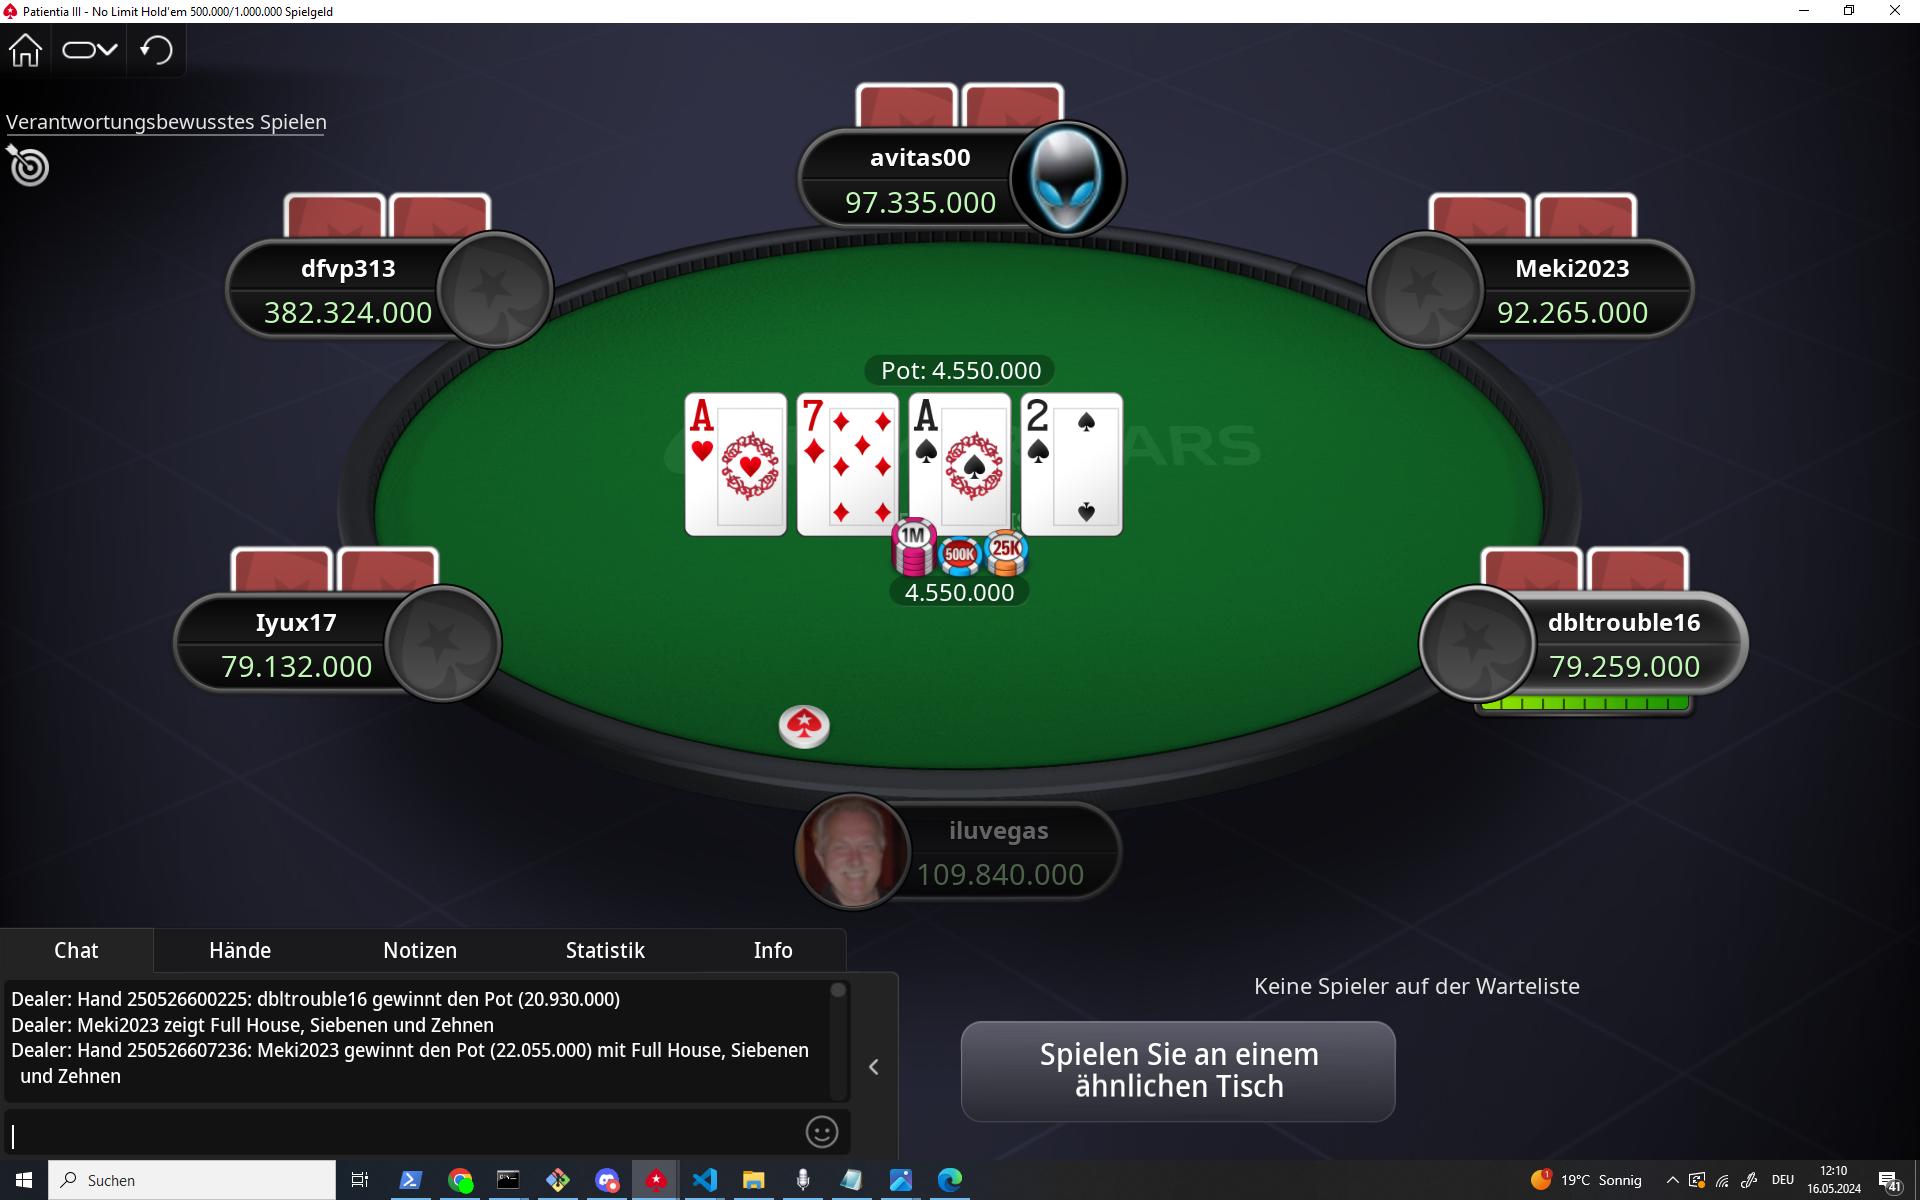 Patientia III - No Limit Hold'em 500.000/1.000.000 Spielgeld
Verantwortungsbewusstes Spielen
avitas00
97.335.000
dfvp313
382.324.000
Meki2023
92.265.000
Pot: 4.550.000
A
7
A
2
ARS
1M
500K
25K
4.550.000
Iyux17
79.132.000
dbltrouble16
79.259.000
iluvegas
109.840.000
Chat
Hände
Notizen
Statistik
Info
Dealer: Hand 250526600225: dbltrouble16 gewinnt den Pot (20.930.000)
Dealer: Meki2023 zeigt Full House, Siebenen und Zehnen
Dealer: Hand 250526607236: Meki2023 gewinnt den Pot (22.055.000) mit Full House, Siebenen
und Zehnen
Keine Spieler auf der Warteliste
Spielen Sie an einem
ähnlichen Tisch
Suchen
1
19°C Sonnig
DEU
12:10
16.05.2024
41